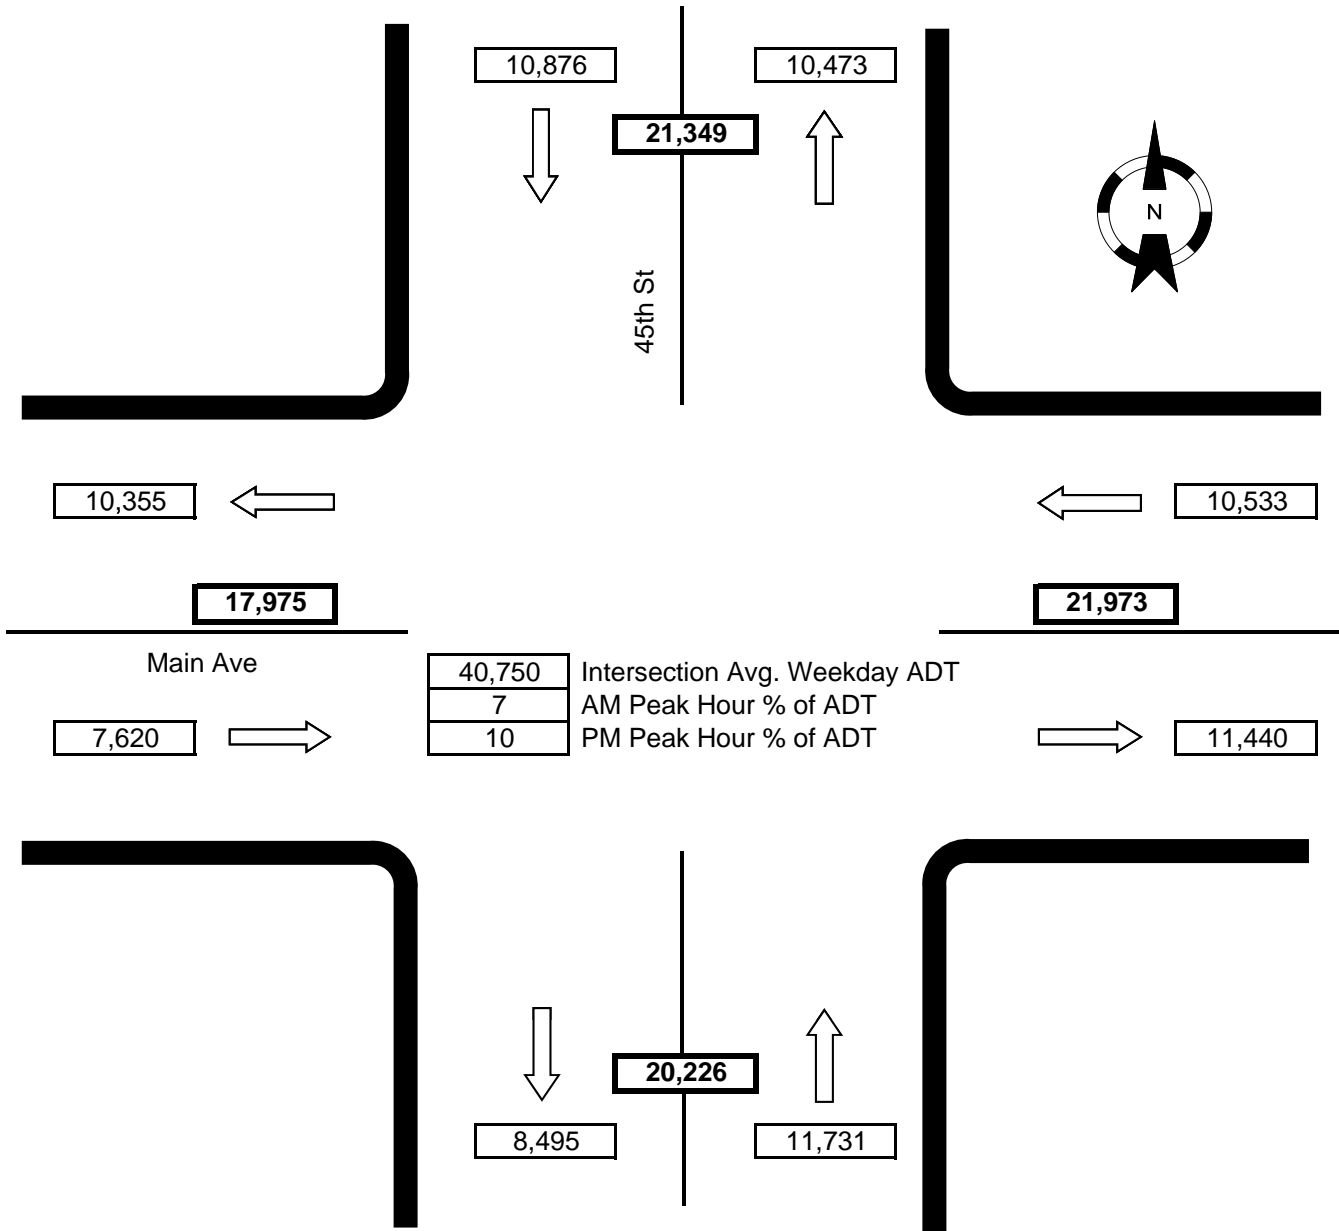 10,876
10,473
21,349
N
45th St
10,355
10,533
17,975
21,973
Main Ave
40,750 Intersection Avg. Weekday ADT
7 AM Peak Hour % of ADT
10 PM Peak Hour % of ADT
7,620
11,440
20,226
8,495
11,731